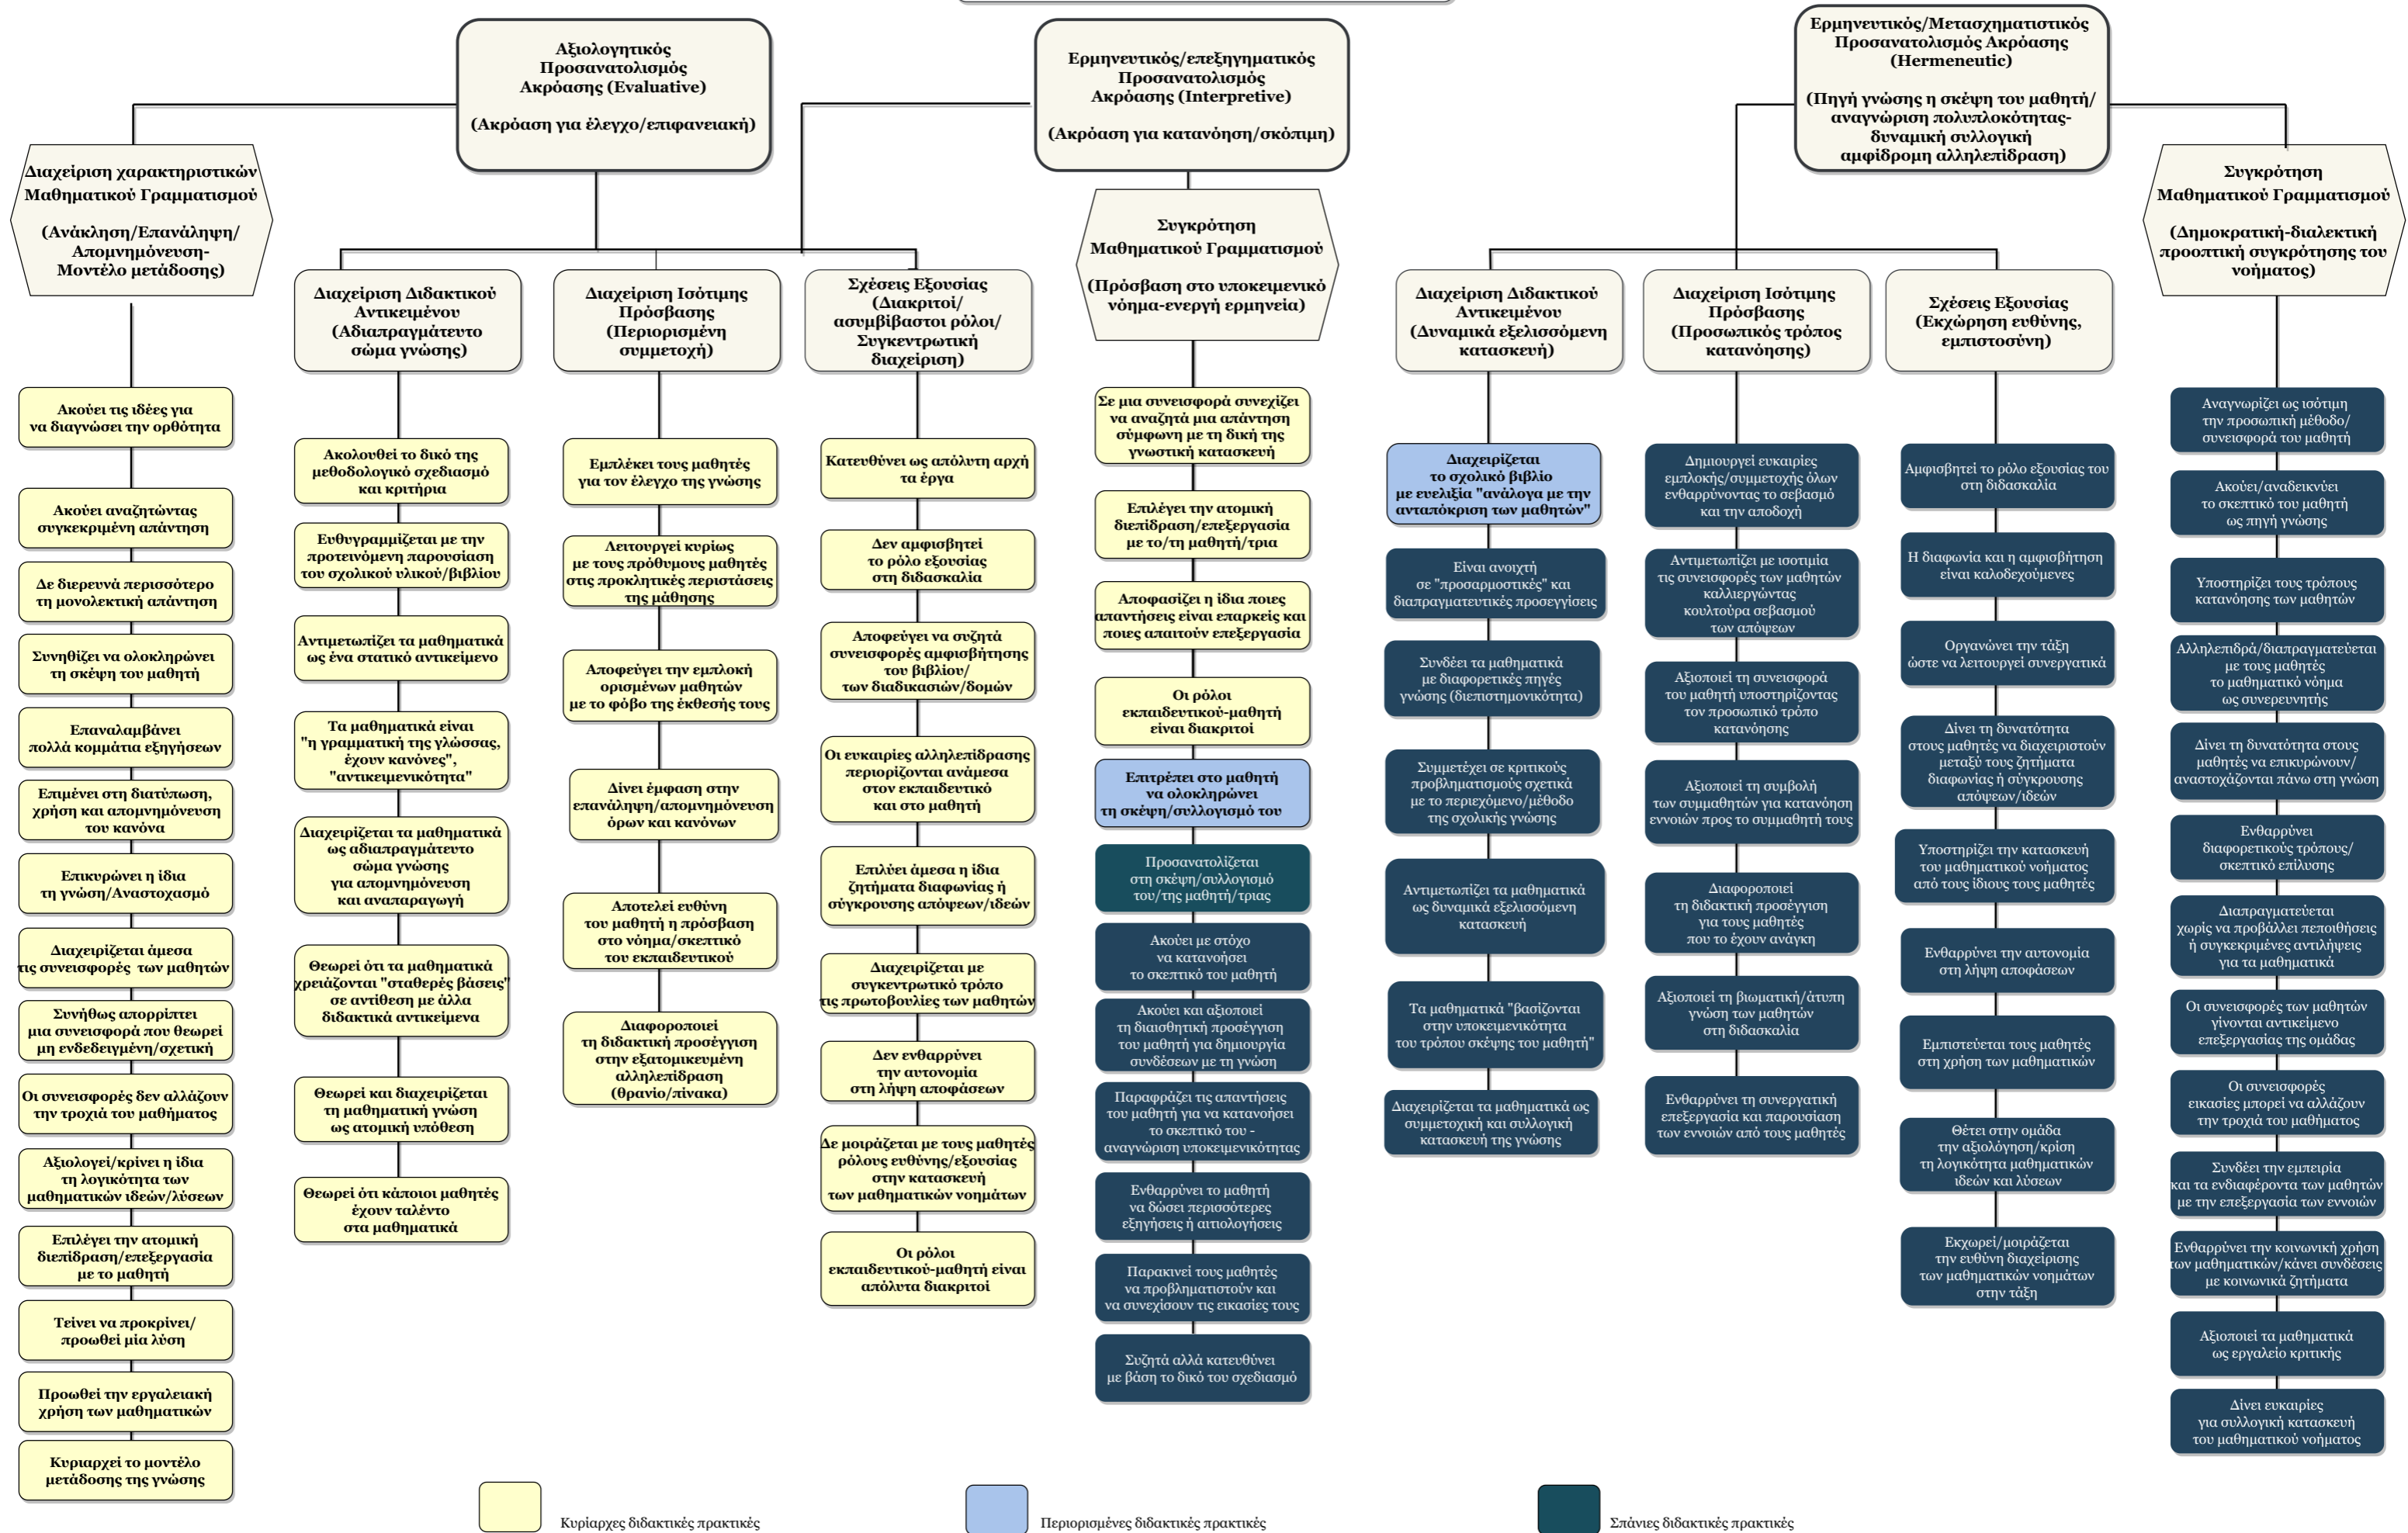 Αξιολογητικός
Προσανατολισμός
Ακρόασης (Evaluative)
(Ακρόαση για έλεγχο/επιφανειακή)
Ερμηνευτικός/επεξηγηματικός
Προσανατολισμός
Ακρόασης (Interpretive)
(Ακρόαση για κατανόηση/σκόπιμη)
Ερμηνευτικός/Μετασχηματιστικός
Προσανατολισμός Ακρόασης
(Hermeneutic)
(Πηγή γνώσης η σκέψη του μαθητή/
αναγνώριση πολυπλοκότητας-
δυναμική συλλογική
αμφίδρομη αλληλεπίδραση)
Διαχείριση χαρακτηριστικών
Μαθηματικού Γραμματισμού
(Ανάκληση/Επανάληψη/
Απομνημόνευση-
Μοντέλο μετάδοσης)
Ακούει τις ιδέες για
να διαγνώσει την ορθότητα
Ακούει αναζητώντας
συγκεκριμένη απάντηση
Δε διερευνά περισσότερο
τη μονολεκτική απάντηση
Συνηθίζει να ολοκληρώνει
τη σκέψη του μαθητή
Επαναλαμβάνει
πολλά κομμάτια εξηγήσεων
Επιμένει στη διατύπωση,
χρήση και απομνημόνευση
του κανόνα
Επικυρώνει η ίδια
τη γνώση/Αναστοχασμό
Διαχειρίζεται άμεσα
τις συνεισφορές των μαθητών
Συνήθως απορρίπτει
μια συνεισφορά που θεωρεί
μη ενδεδειγμένη/σχετική
Οι συνεισφορές δεν αλλάζουν
την τροχιά του μαθήματος
Αξιολογεί/κρίνει η ίδια
τη λογικότητα των
μαθηματικών ιδεών/λύσεων
Επιλέγει την ατομική
διεπίδραση/επεξεργασία
με το μαθητή
Τείνει να προκρίνει/
προωθεί μία λύση
Προωθεί την εργαλειακή
χρήση των μαθηματικών
Κυριαρχεί το μοντέλο
μετάδοσης της γνώσης
Διαχείριση Διδακτικού
Αντικειμένου
(Αδιαπραγμάτευτο
σώμα γνώσης)
Ακολουθεί το δικό της
μεθοδολογικό σχεδιασμό
και κριτήρια
Ευθυγραμμίζεται με την
προτεινόμενη παρουσίαση
του σχολικού υλικού/βιβλίου
Αντιμετωπίζει τα μαθηματικά
ως ένα στατικό αντικείμενο
Τα μαθηματικά είναι
"η γραμματική της γλώσσας,
έχουν κανόνες",
"αντικειμενικότητα"
Διαχειρίζεται τα μαθηματικά
ως αδιαπραγμάτευτο
σώμα γνώσης
για απομνημόνευση
και αναπαραγωγή
Θεωρεί ότι τα μαθηματικά
χρειάζονται "σταθερές βάσεις"
σε αντίθεση με άλλα
διδακτικά αντικείμενα
Θεωρεί και διαχειρίζεται
τη μαθηματική γνώση
ως ατομική υπόθεση
Θεωρεί ότι κάποιοι μαθητές
έχουν ταλέντο
στα μαθηματικά
Διαχείριση Ισότιμης
Πρόσβασης
(Περιορισμένη
συμμετοχή)
Εμπλέκει τους μαθητές
για τον έλεγχο της γνώσης
Λειτουργεί κυρίως
με τους πρόθυμους μαθητές
στις προκλητικές περιστάσεις
της μάθησης
Αποφεύγει την εμπλοκή
ορισμένων μαθητών
με το φόβο της έκθεσής τους
Δίνει έμφαση στην
επανάληψη/απομνημόνευση
όρων και κανόνων
Αποτελεί ευθύνη
του μαθητή η πρόσβαση
στο νόημα/σκεπτικό
του εκπαιδευτικού
Διαφοροποιεί
τη διδακτική προσέγγιση
στην εξατομικευμένη
αλληλεπίδραση
(θρανίο/πίνακα)
Σχέσεις Εξουσίας
(Διακριτοί/
ασυμβίβαστοι ρόλοι/
Συγκεντρωτική
διαχείριση)
Κατευθύνει ως απόλυτη αρχή
τα έργα
Δεν αμφισβητεί
το ρόλο εξουσίας
στη διδασκαλία
Αποφεύγει να συζητά
συνεισφορές αμφισβήτησης
του βιβλίου/
των διαδικασιών/δομών
Οι ευκαιρίες αλληλεπίδρασης
περιορίζονται ανάμεσα
στον εκπαιδευτικό
και στο μαθητή
Επιλύει άμεσα η ίδια
ζητήματα διαφωνίας ή
σύγκρουσης απόψεων/ιδεών
Διαχειρίζεται με
συγκεντρωτικό τρόπο
τις πρωτοβουλίες των μαθητών
Δεν ενθαρρύνει
την αυτονομία
στη λήψη αποφάσεων
Δε μοιράζεται με τους μαθητές
ρόλους ευθύνης/εξουσίας
στην κατασκευή
των μαθηματικών νοημάτων
Οι ρόλοι
εκπαιδευτικού-μαθητή είναι
απόλυτα διακριτοί
Συγκρότηση
Μαθηματικού Γραμματισμού
(Πρόσβαση στο υποκειμενικό
νόημα-ενεργή ερμηνεία)
Σε μια συνεισφορά συνεχίζει
να αναζητά μια απάντηση
σύμφωνη με τη δική της
γνωστική κατασκευή
Επιλέγει την ατομική
διεπίδραση/επεξεργασία
με το/τη μαθητή/τρια
Αποφασίζει η ίδια ποιες
απαντήσεις είναι επαρκείς και
ποιες απαιτούν επεξεργασία
Οι ρόλοι
εκπαιδευτικού-μαθητή
είναι διακριτοί
Επιτρέπει στο μαθητή
να ολοκληρώνει
τη σκέψη/συλλογισμό του
Προσανατολίζεται
στη σκέψη/συλλογισμό
του/της μαθητή/τριας
Ακούει με στόχο
να κατανοήσει
το σκεπτικό του μαθητή
Ακούει και αξιοποιεί
τη διαισθητική προσέγγιση
του μαθητή για δημιουργία
συνδέσεων με τη γνώση
Παραφράζει τις απαντήσεις
του μαθητή για να κατανοήσει
το σκεπτικό του -
αναγνώριση υποκειμενικότητας
Ενθαρρύνει το μαθητή
να δώσει περισσότερες
εξηγήσεις ή αιτιολογήσεις
Παρακινεί τους μαθητές
να προβληματιστούν και
να συνεχίσουν τις εικασίες τους
Συζητά αλλά κατευθύνει
με βάση το δικό του σχεδιασμό
Διαχείριση Διδακτικού
Αντικειμένου
(Δυναμικά εξελισσόμενη
κατασκευή)
Διαχειρίζεται
το σχολικό βιβλίο
με ευελιξία "ανάλογα με την
ανταπόκριση των μαθητών"
Είναι ανοιχτή
σε "προσαρμοστικές" και
διαπραγματευτικές προσεγγίσεις
Συνδέει τα μαθηματικά
με διαφορετικές πηγές
γνώσης (διεπιστημονικότητα)
Συμμετέχει σε κριτικούς
προβληματισμούς σχετικά
με το περιεχόμενο/μέθοδο
της σχολικής γνώσης
Αντιμετωπίζει τα μαθηματικά
ως δυναμικά εξελισσόμενη
κατασκευή
Τα μαθηματικά "βασίζονται
στην υποκειμενικότητα
του τρόπου σκέψης του μαθητή"
Διαχειρίζεται τα μαθηματικά ως
συμμετοχική και συλλογική
κατασκευή της γνώσης
Διαχείριση Ισότιμης
Πρόσβασης
(Προσωπικός τρόπος
κατανόησης)
Δημιουργεί ευκαιρίες
εμπλοκής/συμμετοχής όλων
ενθαρρύνοντας το σεβασμό
και την αποδοχή
Αντιμετωπίζει με ισοτιμία
τις συνεισφορές των μαθητών
καλλιεργώντας
κουλτούρα σεβασμού
των απόψεων
Αξιοποιεί τη συνεισφορά
του μαθητή υποστηρίζοντας
τον προσωπικό τρόπο
κατανόησης
Αξιοποιεί τη συμβολή
των συμμαθητών για κατανόηση
εννοιών προς το συμμαθητή τους
Διαφοροποιεί
τη διδακτική προσέγγιση
για τους μαθητές
που το έχουν ανάγκη
Αξιοποιεί τη βιωματική/άτυπη
γνώση των μαθητών
στη διδασκαλία
Ενθαρρύνει τη συνεργατική
επεξεργασία και παρουσίαση
των εννοιών από τους μαθητές
Σχέσεις Εξουσίας
(Εκχώρηση ευθύνης,
εμπιστοσύνη)
Αμφισβητεί το ρόλο εξουσίας του
στη διδασκαλία
Η διαφωνία και η αμφισβήτηση
είναι καλοδεχούμενες
Οργανώνει την τάξη
ώστε να λειτουργεί συνεργατικά
Δίνει τη δυνατότητα
στους μαθητές να διαχειριστούν
μεταξύ τους ζητήματα
διαφωνίας ή σύγκρουσης
απόψεων/ιδεών
Υποστηρίζει την κατασκευή
του μαθηματικού νοήματος
από τους ίδιους τους μαθητές
Ενθαρρύνει την αυτονομία
στη λήψη αποφάσεων
Εμπιστεύεται τους μαθητές
στη χρήση των μαθηματικών
Θέτει στην ομάδα
την αξιολόγηση/κρίση
τη λογικότητα μαθηματικών
ιδεών και λύσεων
Εκχωρεί/μοιράζεται
την ευθύνη διαχείρισης
των μαθηματικών νοημάτων
στην τάξη
Συγκρότηση
Μαθηματικού Γραμματισμού
(Δημοκρατική-διαλεκτική
προοπτική συγκρότησης του
νοήματος)
Αναγνωρίζει ως ισότιμη
την προσωπική μέθοδο/
συνεισφορά του μαθητή
Ακούει/αναδεικνύει
το σκεπτικό του μαθητή
ως πηγή γνώσης
Υποστηρίζει τους τρόπους
κατανόησης των μαθητών
Αλληλεπιδρά/διαπραγματεύεται
με τους μαθητές
το μαθηματικό νόημα
ως συνερευνητής
Δίνει τη δυνατότητα στους
μαθητές να επικυρώνουν/
αναστοχάζονται πάνω στη γνώση
Ενθαρρύνει
διαφορετικούς τρόπους/
σκεπτικό επίλυσης
Διαπραγματεύεται
χωρίς να προβάλλει πεποιθήσεις
ή συγκεκριμένες αντιλήψεις
για τα μαθηματικά
Οι συνεισφορές των μαθητών
γίνονται αντικείμενο
επεξεργασίας της ομάδας
Οι συνεισφορές
εικασίες μπορεί να αλλάζουν
την τροχιά του μαθήματος
Συνδέει την εμπειρία
και τα ενδιαφέροντα των μαθητών
με την επεξεργασία των εννοιών
Ενθαρρύνει την κοινωνική χρήση
των μαθηματικών/κάνει συνδέσεις
με κοινωνικά ζητήματα
Αξιοποιεί τα μαθηματικά
ως εργαλείο κριτικής
Δίνει ευκαιρίες
για συλλογική κατασκευή
του μαθηματικού νοήματος
Κυρίαρχες διδακτικές πρακτικές
Περιορισμένες διδακτικές πρακτικές
Σπάνιες διδακτικές πρακτικές